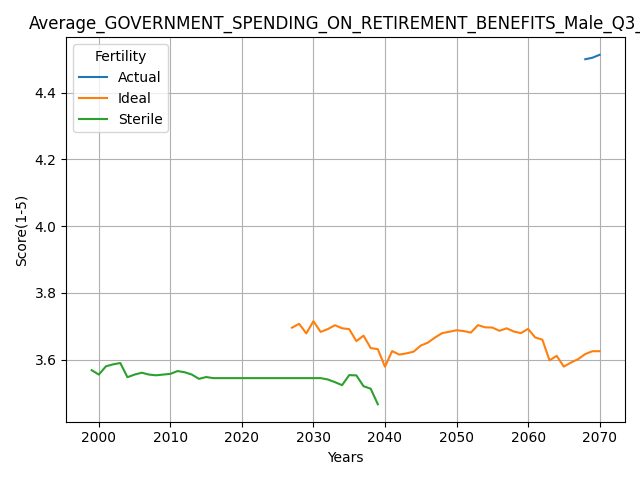 Average_GOVERNMENT_SPENDING_ON_RETIREMENT_BENEFITS_Male_Q3_
Fertility
Actual
Ideal
Sterile
Score(1-5)
4.4
4.2
4.0
3.8
3.6
2000 2010 2020 2030 2040 2050 2060 2070
Years